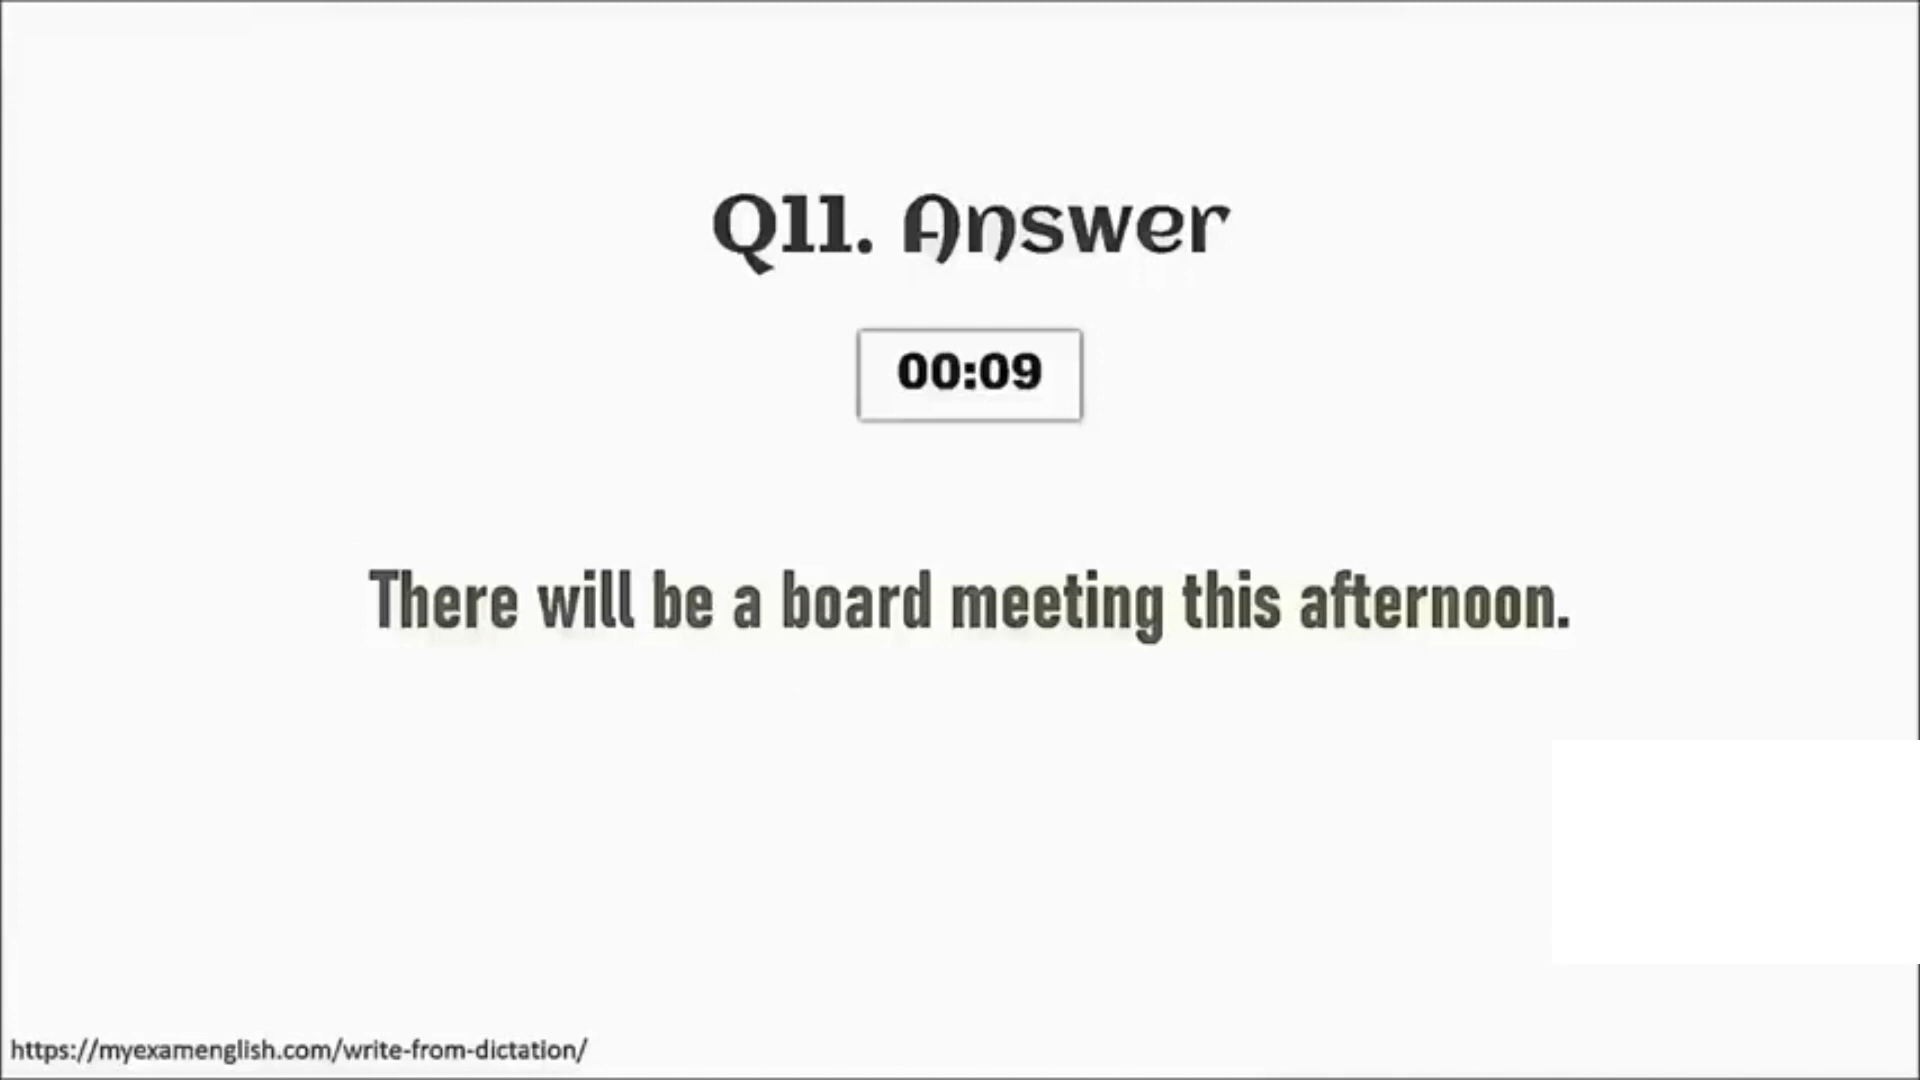 Q11. Answer
00:09
There will be a board meeting this afternoon.
https://myexamenglish.com/write-from-dictation/